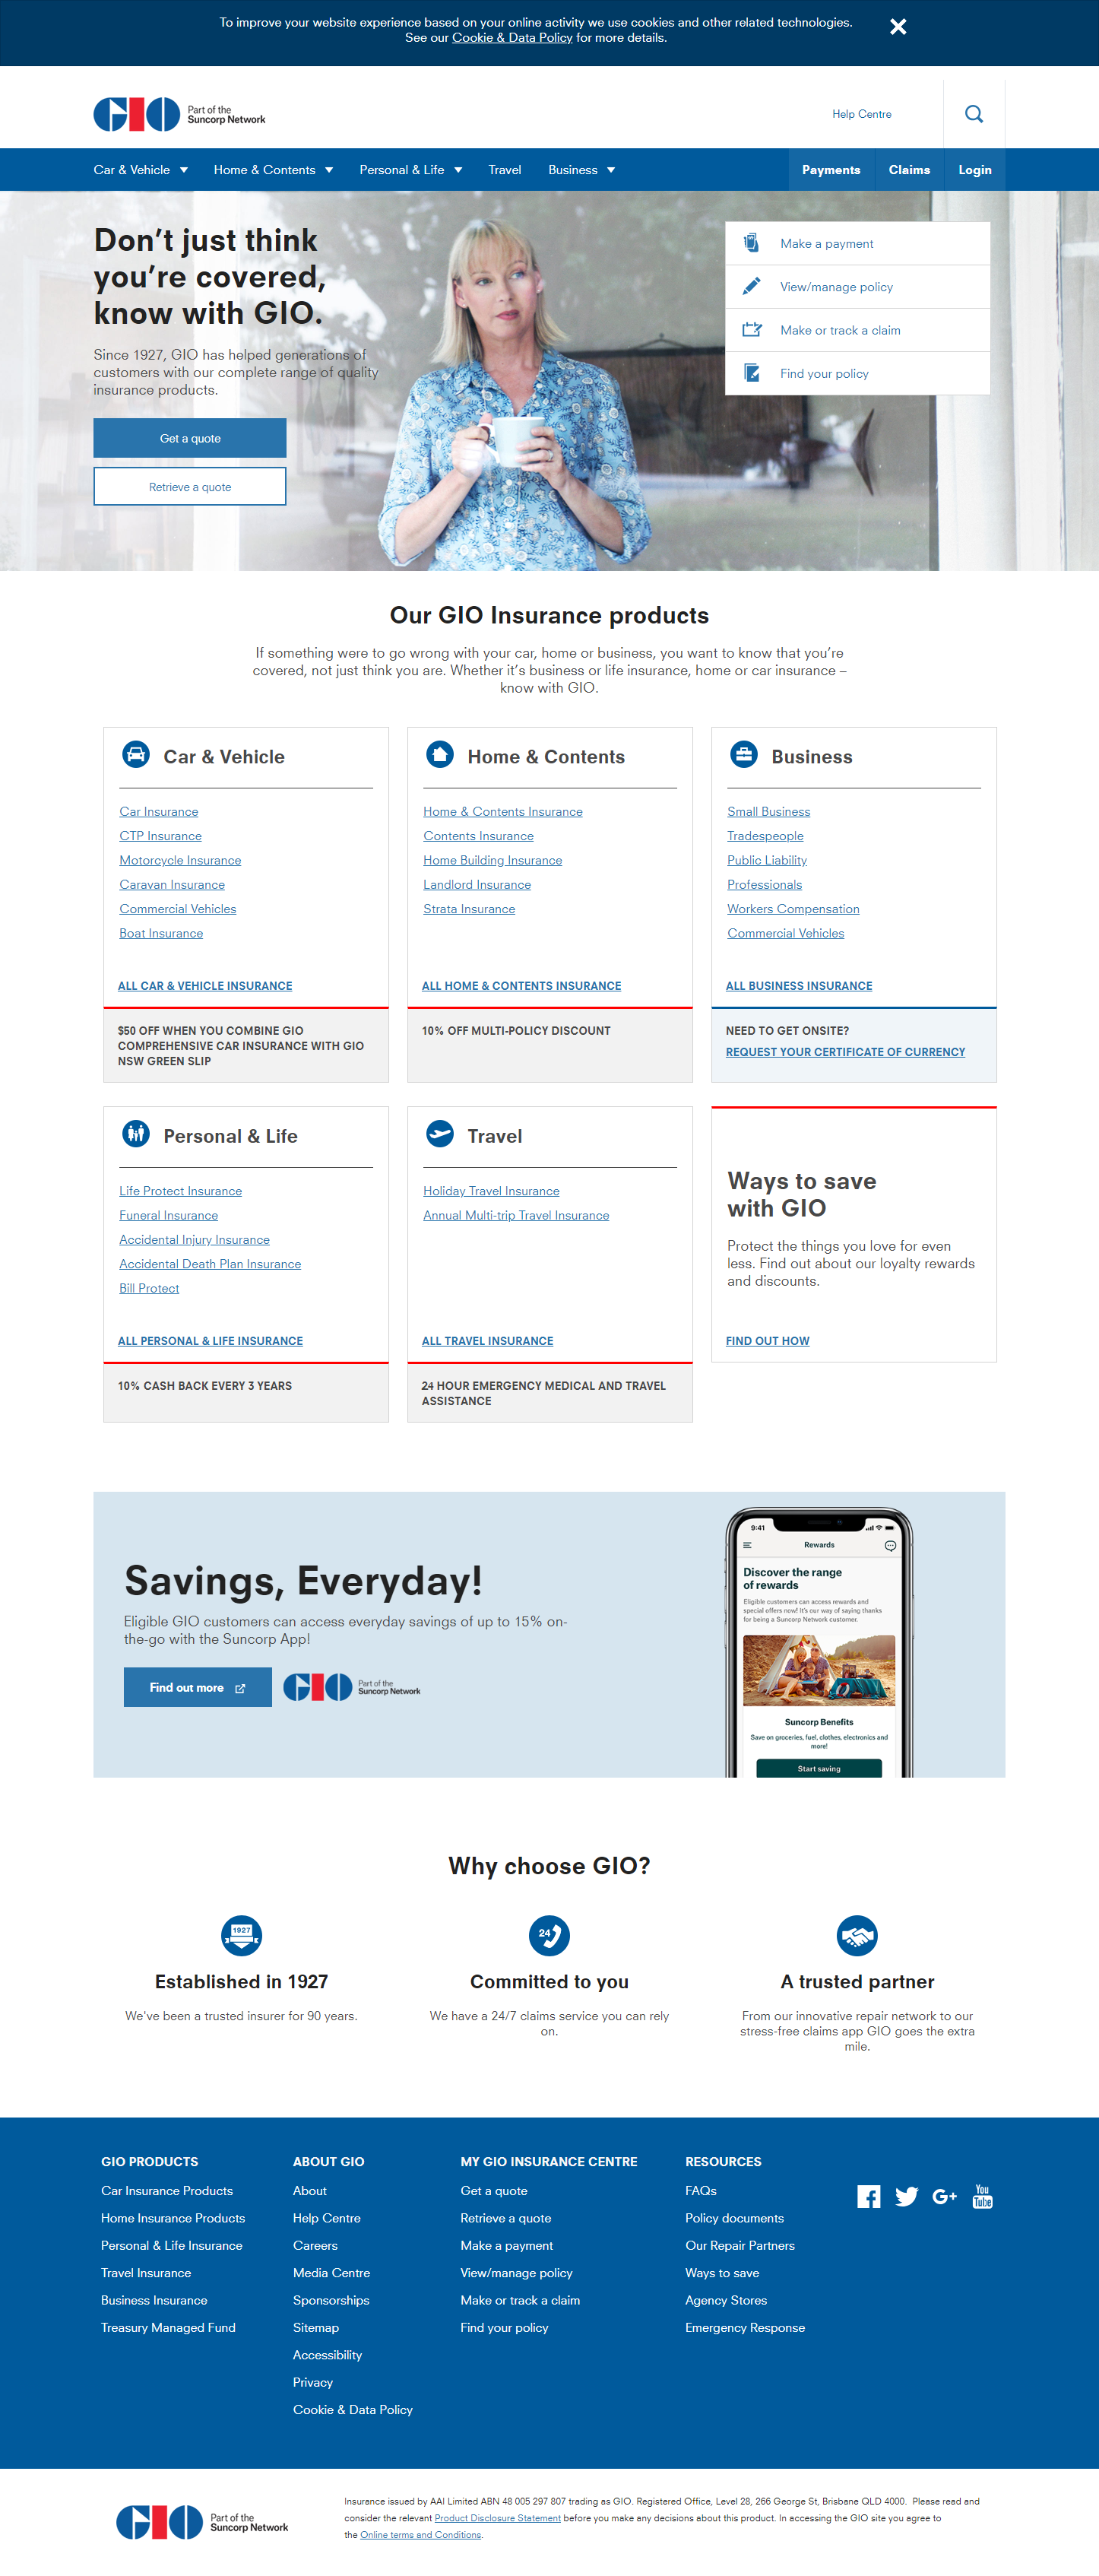 To improve your website experience based on your online activity we use cookies and other related technologies.
See our Cookie & Data Policy for more details.
GIO Part of the
Suncorp Network
Help Centre
Car & Vehicle
Home & Contents
Personal & Life
Travel
Business
Payments
Claims
Login
Don't just think
you're covered,
know with GIO.
Since 1927, GIO has helped generations of
customers with our complete range of quality
insurance products.
Get a quote
Retrieve a quote
Make a payment
View/manage policy
Make or track a claim
Find your policy
Our GIO Insurance products
If something were to go wrong with your car, home or business, you want to know that you're
covered, not just think you are. Whether it's business or life insurance, home or car insurance –
know with GIO.
Car & Vehicle
Car Insurance
CTP Insurance
Motorcycle Insurance
Caravan Insurance
Commercial Vehicles
Boat Insurance
ALL CAR & VEHICLE INSURANCE
$50 OFF WHEN YOU COMBINE GIO
COMPREHENSIVE CAR INSURANCE WITH GIO
NSW GREEN SLIP
Home & Contents
Home & Contents Insurance
Contents Insurance
Home Building Insurance
Landlord Insurance
Strata Insurance
ALL HOME & CONTENTS INSURANCE
10% OFF MULTI-POLICY DISCOUNT
Business
Small Business
Tradespeople
Public Liability
Professionals
Workers Compensation
Commercial Vehicles
ALL BUSINESS INSURANCE
NEED TO GET ONSITE?
REQUEST YOUR CERTIFICATE OF CURRENCY
Personal & Life
Life Protect Insurance
Funeral Insurance
Accidental Injury Insurance
Accidental Death Plan Insurance
Bill Protect
ALL PERSONAL & LIFE INSURANCE
10% CASH BACK EVERY 3 YEARS
Travel
Holiday Travel Insurance
Annual Multi-trip Travel Insurance
ALL TRAVEL INSURANCE
24 HOUR EMERGENCY MEDICAL AND TRAVEL
ASSISTANCE
Ways to save
with GIO
Protect the things you love for even
less. Find out about our loyalty rewards
and discounts.
FIND OUT HOW
Savings, Everyday!
Eligible GIO customers can access everyday savings of up to 15% on-
the-go with the Suncorp App!
Find out more
GIO Part of the
Suncorp Network
9:41
Rewards
Discover the range
of rewards
Eligible customers can access rewards and
special offers now! It's our way of saying thanks
for being a Suncorp Network customer.
Suncorp Benefits
Save on groceries, fuel, clothes, electronics and
more!
Start saving
Why choose GIO?
1927
Established in 1927
We've been a trusted insurer for 90 years.
24
Committed to you
We have a 24/7 claims service you can rely
on.
A trusted partner
From our innovative repair network to our
stress-free claims app GIO goes the extra
mile.
GIO PRODUCTS
Car Insurance Products
Home Insurance Products
Personal & Life Insurance
Travel Insurance
Business Insurance
Treasury Managed Fund
ABOUT GIO
About
Help Centre
Careers
Media Centre
Sponsorships
Sitemap
Accessibility
Privacy
Cookie & Data Policy
MY GIO INSURANCE CENTRE
Get a quote
Retrieve a quote
Make a payment
View/manage policy
Make or track a claim
Find your policy
RESOURCES
FAQs
Policy documents
Our Repair Partners
Ways to save
Agency Stores
Emergency Response
G+
You
Tube
GIO Part of the
Suncorp Network
Insurance issued by AAI Limited ABN 48 005 297 807 trading as GIO. Registered Office, Level 28, 266 George St, Brisbane QLD 4000. Please read and
consider the relevant Product Disclosure Statement before you make any decisions about this product. In accessing the GIO site you agree to
the Online terms and Conditions.